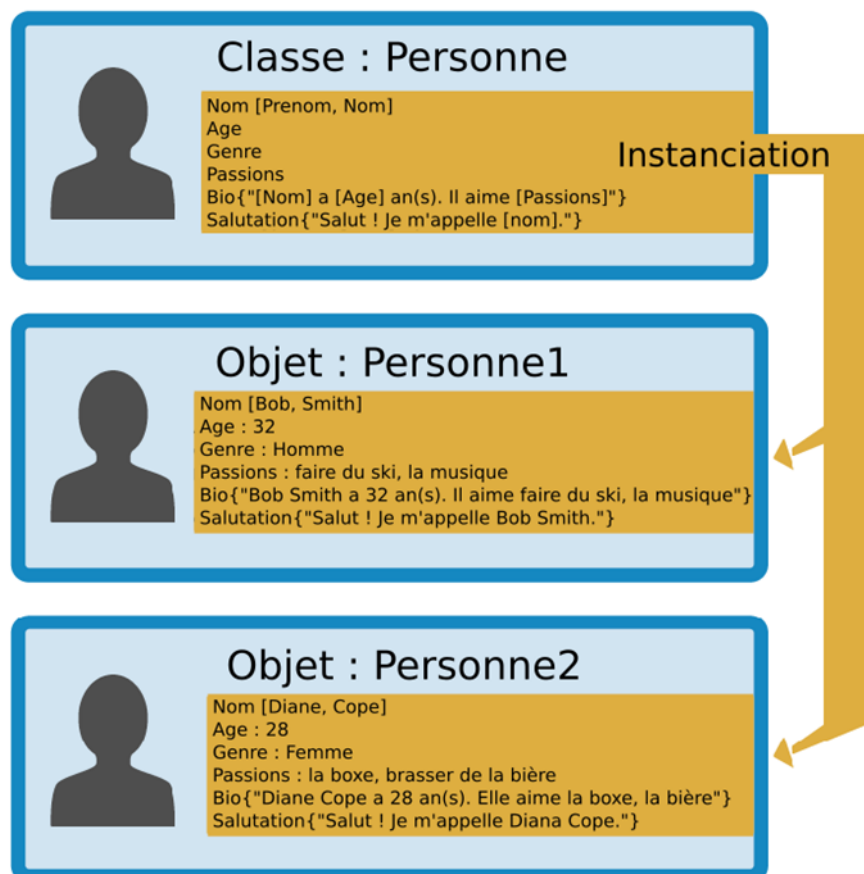 Classe : Personne
Nom [Prenom, Nom]
Age
Genre
Passions
Bio{"[Nom] a [Age] an(s). Il aime [Passions]"}
Salutation{"Salut ! Je m'appelle [nom]."}
Instanciation
Objet : Personne1
Nom [Bob, Smith]
Age : 32
Genre : Homme
Passions : faire du ski, la musique
Bio{"Bob Smith a 32 an(s). Il aime faire du ski, la musique"}
Salutation{"Salut ! Je m'appelle Bob Smith."}
Objet : Personne2
Nom [Diane, Cope]
Age : 28
Genre : Femme
Passions : la boxe, brasser de la bière
Bio{"Diane Cope a 28 an(s). Elle aime la boxe, la bière"}
Salutation{"Salut ! Je m'appelle Diana Cope."}